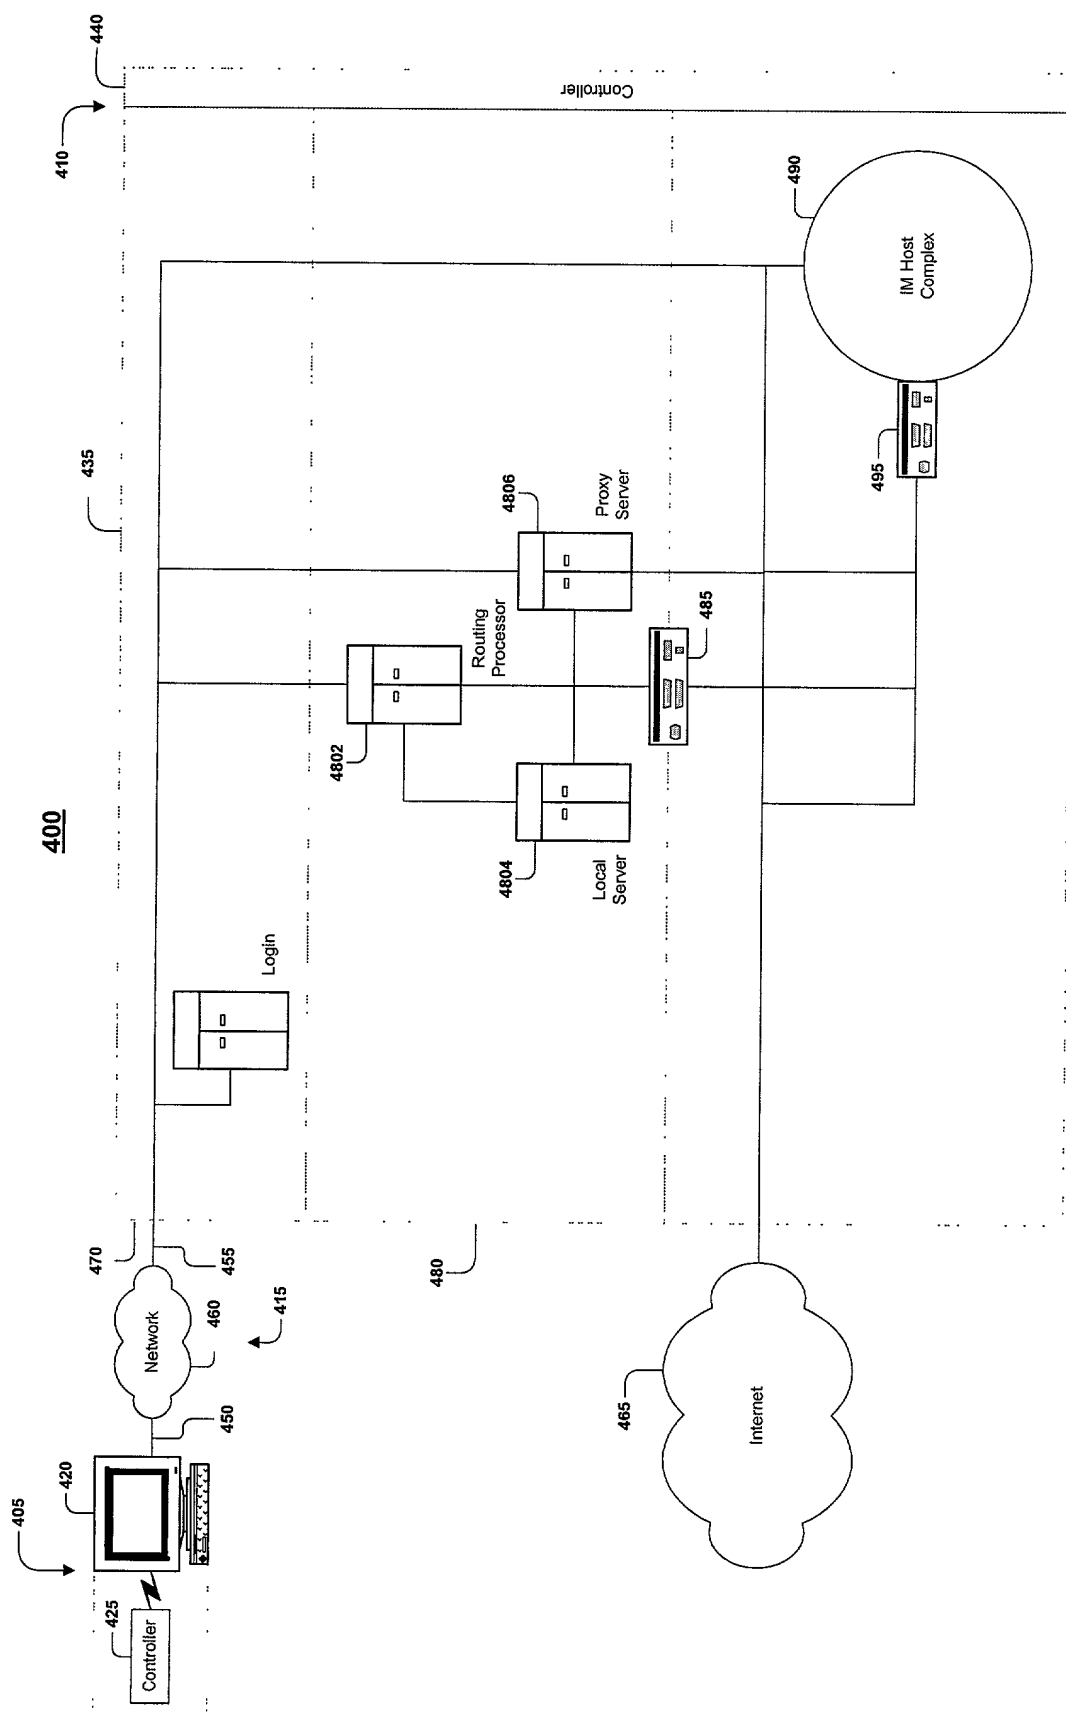 400
405
420
425
Controller
450
Network
460
415
455
470
435
410
440
Controller
Login
480
4802
Routing
Processor
4804
Local
Server
4806
Proxy
Server
485
490
IM Host
Complex
495
465
Internet